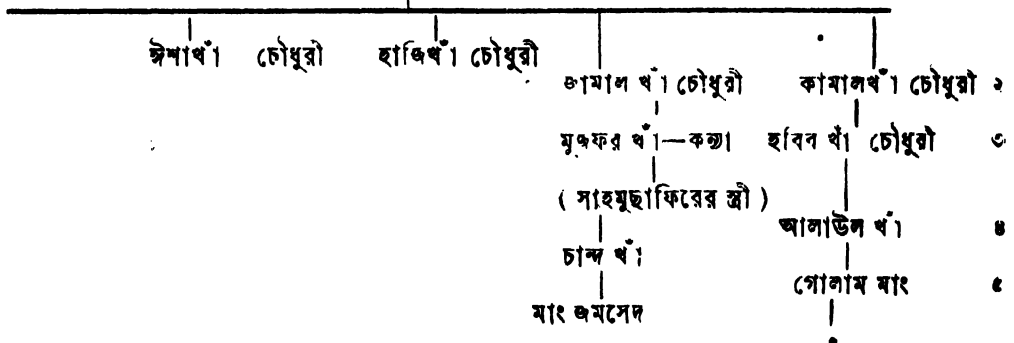 ঈশাখাঁ চৌধুরী হাজিখাঁ চৌধুরী
জামাল খাঁ চৌধুরী কামালখাঁ চৌধুরী ২
মুজফর খাঁ—কন্যা হবিব খাঁ চৌধুরী ৩
( সাহমুছাফিরের স্ত্রী )
আলাউল খাঁ ৪
চান্দ খাঁ
গোলাম মাং ৫
মাং জমসেদ